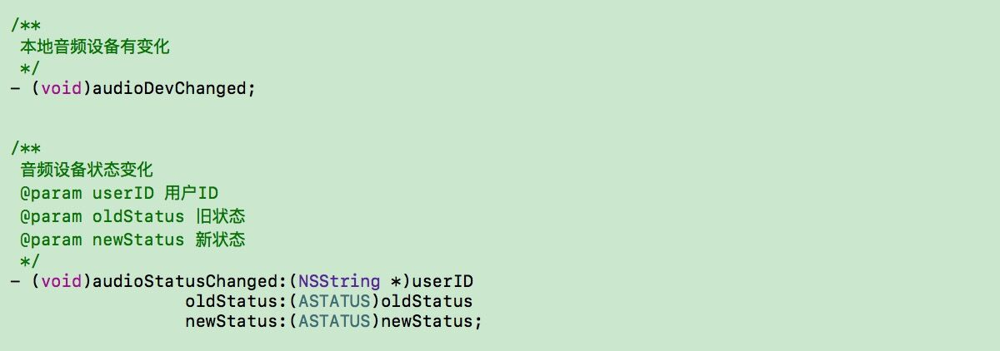 /**
本地音频设备有变化
*/
- (void)audioDevChanged;
/**
音频设备状态变化
@param userID 用户ID
@param oldStatus 旧状态
@param newStatus 新状态
*/
- (void)audioStatusChanged:(NSString *)userID
oldStatus:(ASTATUS)oldStatus
newStatus:(ASTATUS)newStatus;